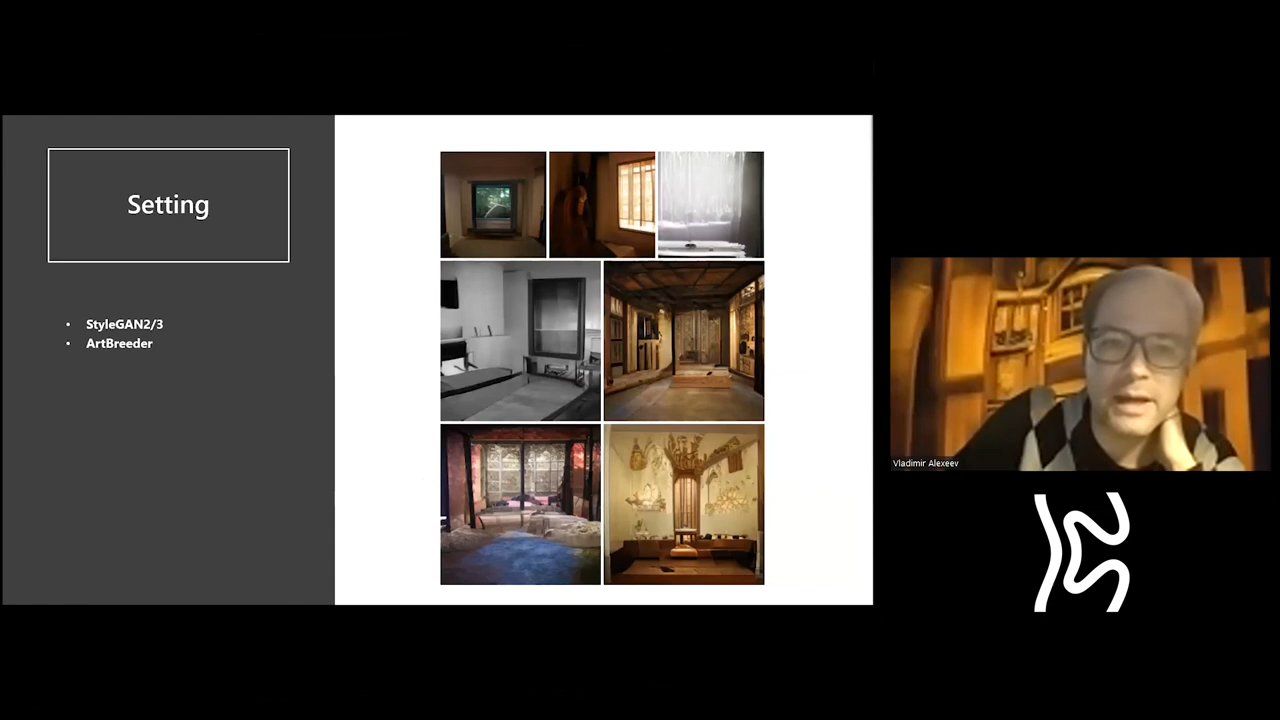 Setting
• StyleGAN2/3
• ArtBreeder
Vladimir Alexeev